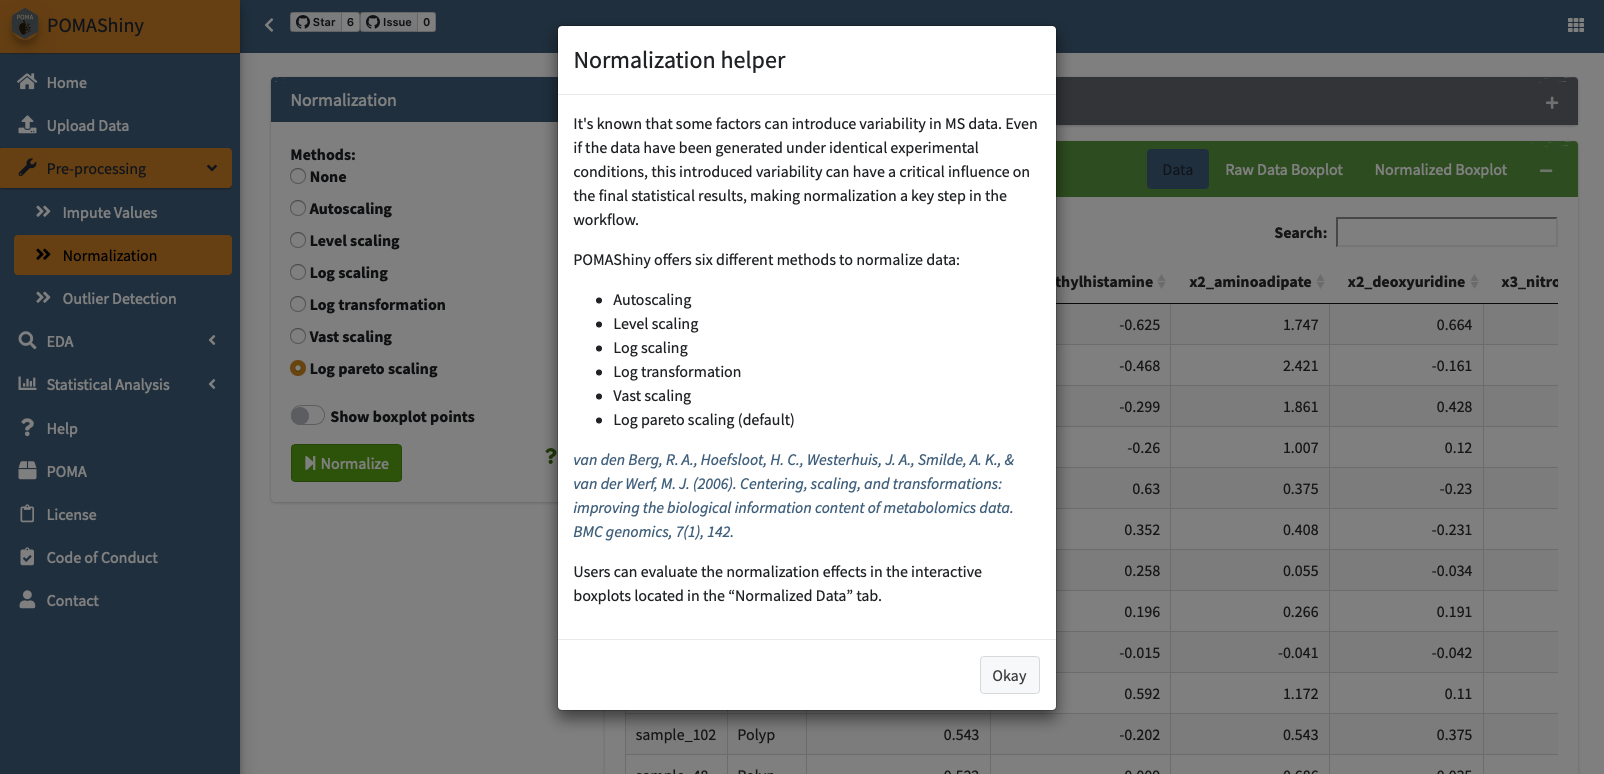 POMAShiny
Star 6 Issue 0
Home
Upload Data
Pre-processing
Impute Values
Normalization
Outlier Detection
EDA
Statistical Analysis
Help
POMA
License
Code of Conduct
Contact
Normalization
Methods:
None
Autoscaling
Level scaling
Log scaling
Log transformation
Vast scaling
Log pareto scaling
Show boxplot points
Normalize
?
Normalization helper
It's known that some factors can introduce variability in MS data. Even
if the data have been generated under identical experimental
conditions, this introduced variability can have a critical influence on
the final statistical results, making normalization a key step in the
workflow.
POMAShiny offers six different methods to normalize data:
Autoscaling
Level scaling
Log scaling
Log transformation
Vast scaling
Log pareto scaling (default)
van den Berg, R. A., Hoefsloot, H. C., Westerhuis, J. A., Smilde, A. K., &
van der Werf, M. J. (2006). Centering, scaling, and transformations:
improving the biological information content of metabolomics data.
BMC genomics, 7(1), 142.
Users can evaluate the normalization effects in the interactive
boxplots located in the “Normalized Data” tab.
Okay
Data Raw Data Boxplot Normalized Boxplot
Search:
thylhistamine x2_aminoadipate x2_deoxyuridine x3_nitro
-0.625 1.747 0.664
-0.468 2.421 -0.161
-0.299 1.861 0.428
-0.26 1.007 0.12
0.63 0.375 -0.23
0.352 0.408 -0.231
0.258 0.055 -0.034
0.196 0.266 0.191
-0.015 -0.041 -0.042
0.592 1.172 0.11
sample_102 Polyp 0.543 -0.202 0.543 0.375